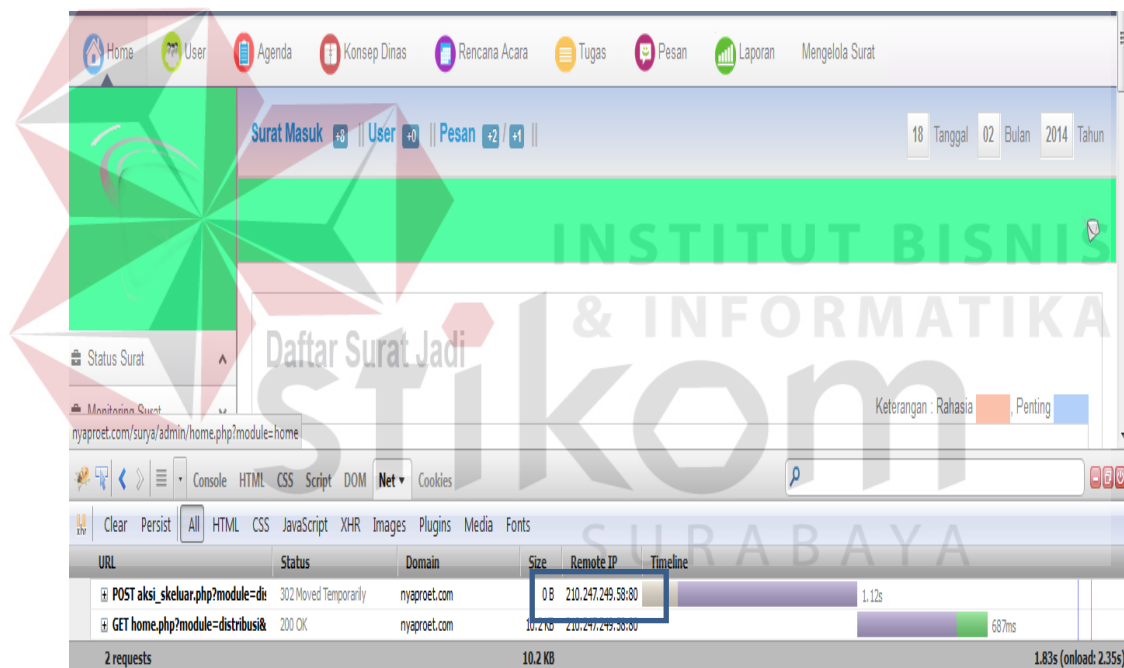 Home User Agenda Konsep Dinas Rencana Acara Tugas Pesan Laporan Mengelola Surat
Surat Masuk +8 || User +0 || Pesan +2 / +1 ||
18 Tanggal 02 Bulan 2014 Tahun
INSTITUT BISNIS
& INFORMATIKA
stikom
SURABAYA
Daftar Surat Jadi
Status Surat
Monitoring Surat
Keterangan : Rahasia , Penting
nyaproet.com/surya/admin/home.php?module=home
Console HTML CSS Script DOM Net Cookies
Clear Persist All HTML CSS JavaScript XHR Images Plugins Media Fonts
URL Status Domain Size Remote IP Timeline
POST aksi_skeluar.php?module=dis 302 Moved Temporarily nyaproet.com 0 B 210.247.249.58:80 1.12s
GET home.php?module=distribusi& 200 OK nyaproet.com 10.2 KB 210.247.249.58:80 687ms
2 requests 10.2 KB 1.83s (onload: 2.35s)